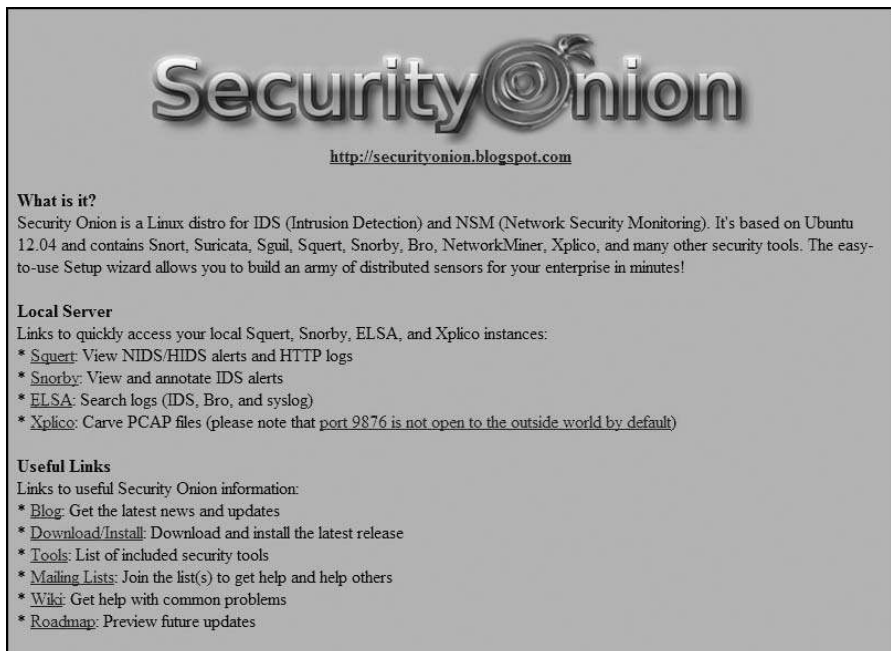 SecurityOnion
http://securityonion.blogspot.com
What is it?
Security Onion is a Linux distro for IDS (Intrusion Detection) and NSM (Network Security Monitoring). It's based on Ubuntu
12.04 and contains Snort, Suricata, Sguil, Squert, Snorby, Bro, NetworkMiner, Xplico, and many other security tools. The easy-
to-use Setup wizard allows you to build an army of distributed sensors for your enterprise in minutes!
Local Server
Links to quickly access your local Squert, Snorby, ELSA, and Xplico instances:
* Squert: View NIDS/HIDS alerts and HTTP logs
* Snorby: View and annotate IDS alerts
* ELSA: Search logs (IDS, Bro, and syslog)
* Xplico: Carve PCAP files (please note that port 9876 is not open to the outside world by default)
Useful Links
Links to useful Security Onion information:
* Blog: Get the latest news and updates
* Download/Install: Download and install the latest release
* Tools: List of included security tools
* Mailing Lists: Join the list(s) to get help and help others
* Wiki: Get help with common problems
* Roadmap: Preview future updates